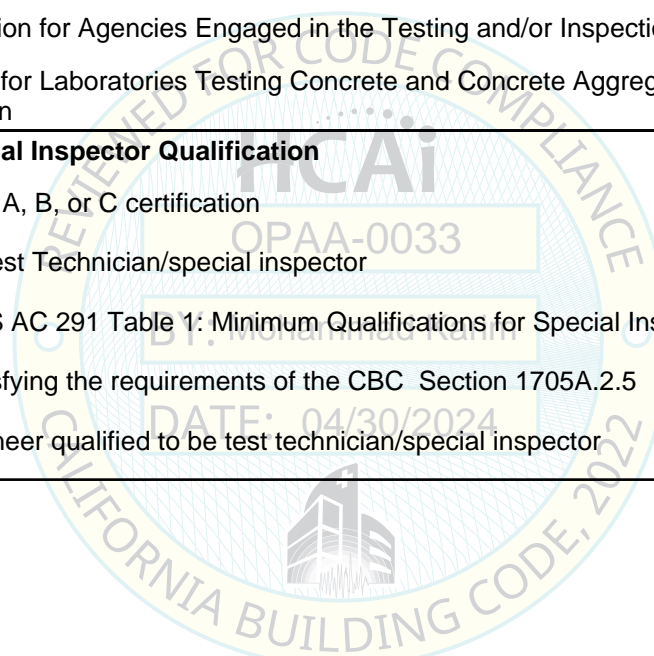 ion for Agencies Engaged in the Testing and/or Inspecti
for Laboratories Testing Concrete and Concrete Aggreg
n
al Inspector Qualification
A, B, or C certification
est Technician/special inspector
S AC 291 Table 1: Minimum Qualifications for Special Ins
sfying the requirements of the CBC Section 1705A.2.5
neer qualified to be test technician/special inspector
REVIEWED FOR CODE COMPLIANCE
HCAi
OPAA-0033
BY: Mohammad Karim
DATE: 04/30/2024
CALIFORNIA BUILDING CODE, 2022